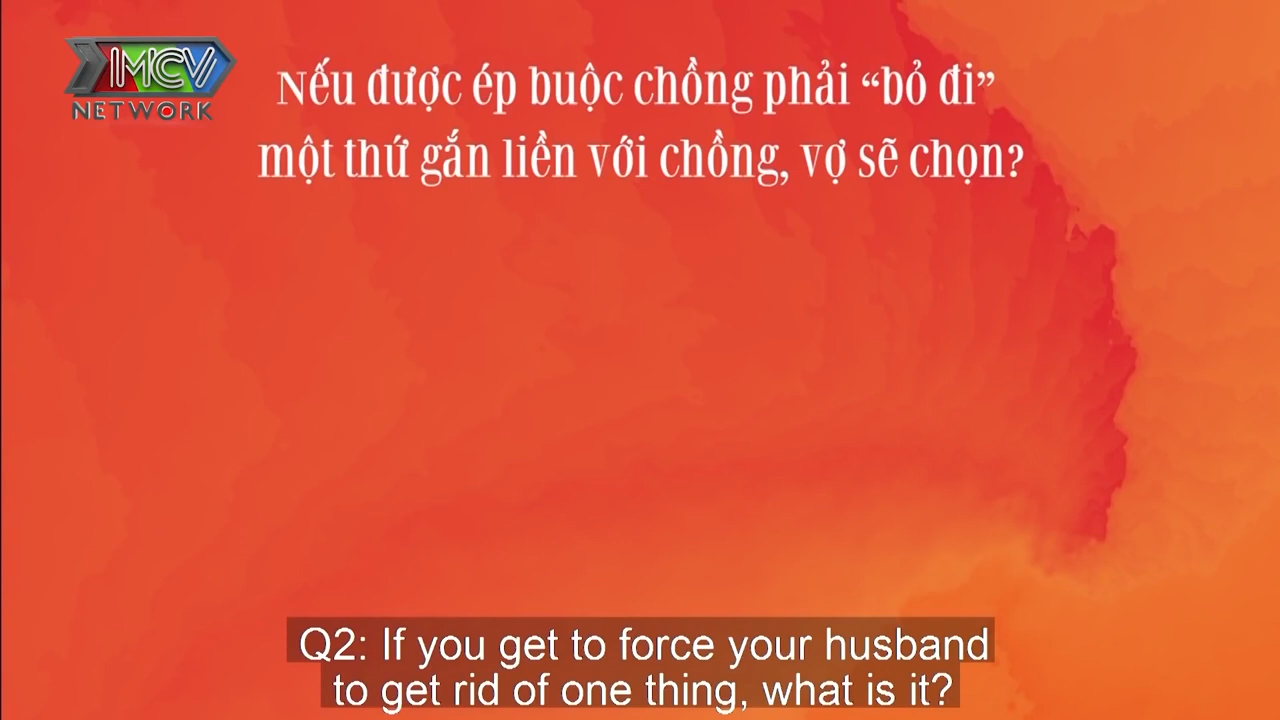 MCV
NETWORK
Nếu được ép buộc chồng phải “bỏ đi”
một thứ gắn liền với chồng, vợ sẽ chọn?
Q2: If you get to force your husband
to get rid of one thing, what is it?